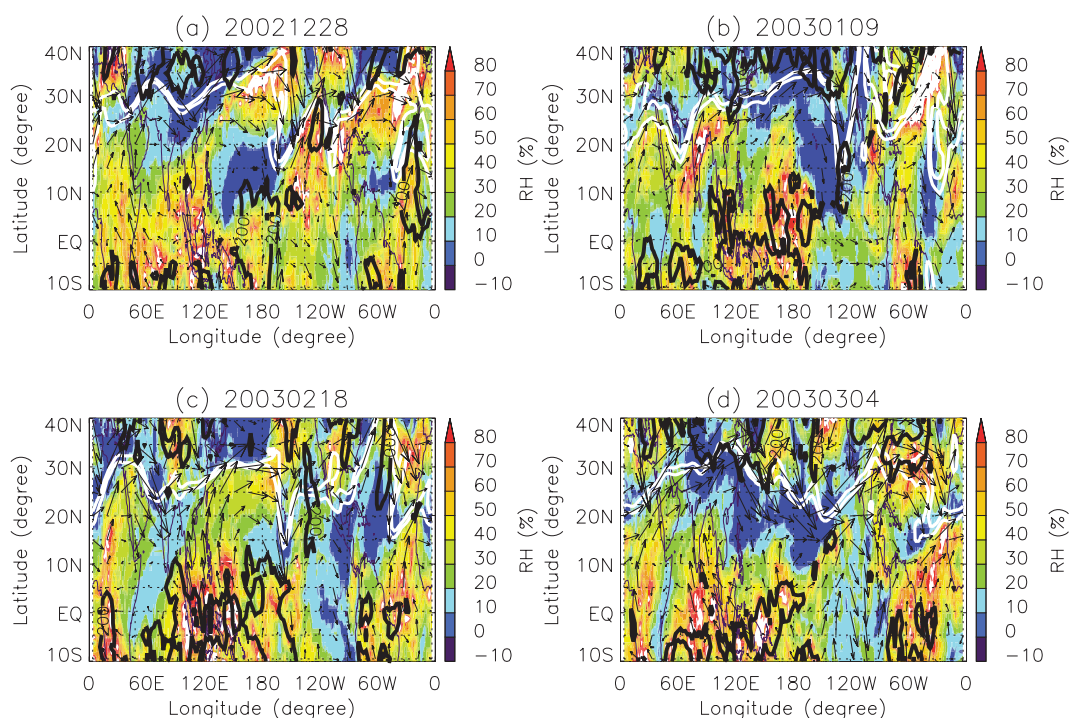 (a) 20021228
40N
30N
20N
10N
EQ
10S
Latitude (degree)
0 60E 120E 180 120W 60W 0
Longitude (degree)
80
70
60
50
40
30
20
10
0
−10
RH (%)
200
200
(b) 20030109
40N
30N
20N
10N
EQ
10S
Latitude (degree)
0 60E 120E 180 120W 60W 0
Longitude (degree)
80
70
60
50
40
30
20
10
0
−10
RH (%)
(c) 20030218
40N
30N
20N
10N
EQ
10S
Latitude (degree)
0 60E 120E 180 120W 60W 0
Longitude (degree)
80
70
60
50
40
30
20
10
0
−10
RH (%)
200
(d) 20030304
40N
30N
20N
10N
EQ
10S
Latitude (degree)
0 60E 120E 180 120W 60W 0
Longitude (degree)
80
70
60
50
40
30
20
10
0
−10
RH (%)
200